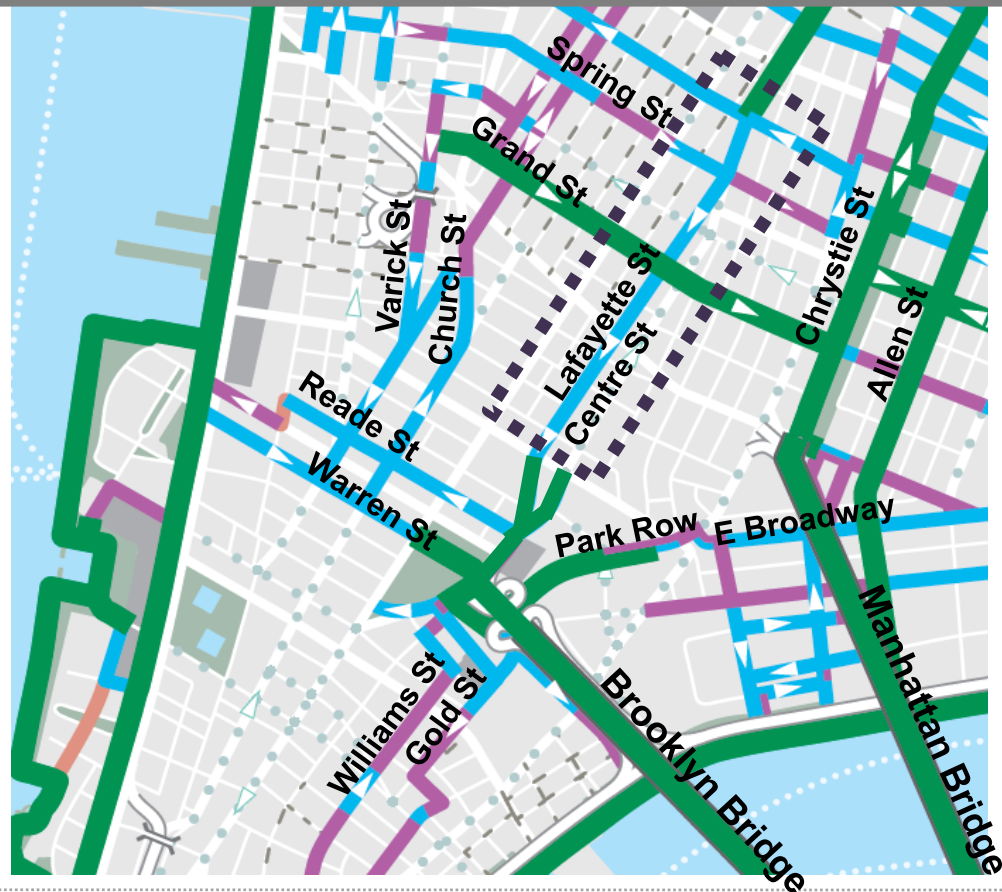 Spring St
Grand St
Varick St
Church St
Chrystie St
Lafayette St
Centre St
Allen St
Reade St
Warren St
Park Row
E Broadway
Williams St
Gold St
Brooklyn Bridge
Manhattan Bridge